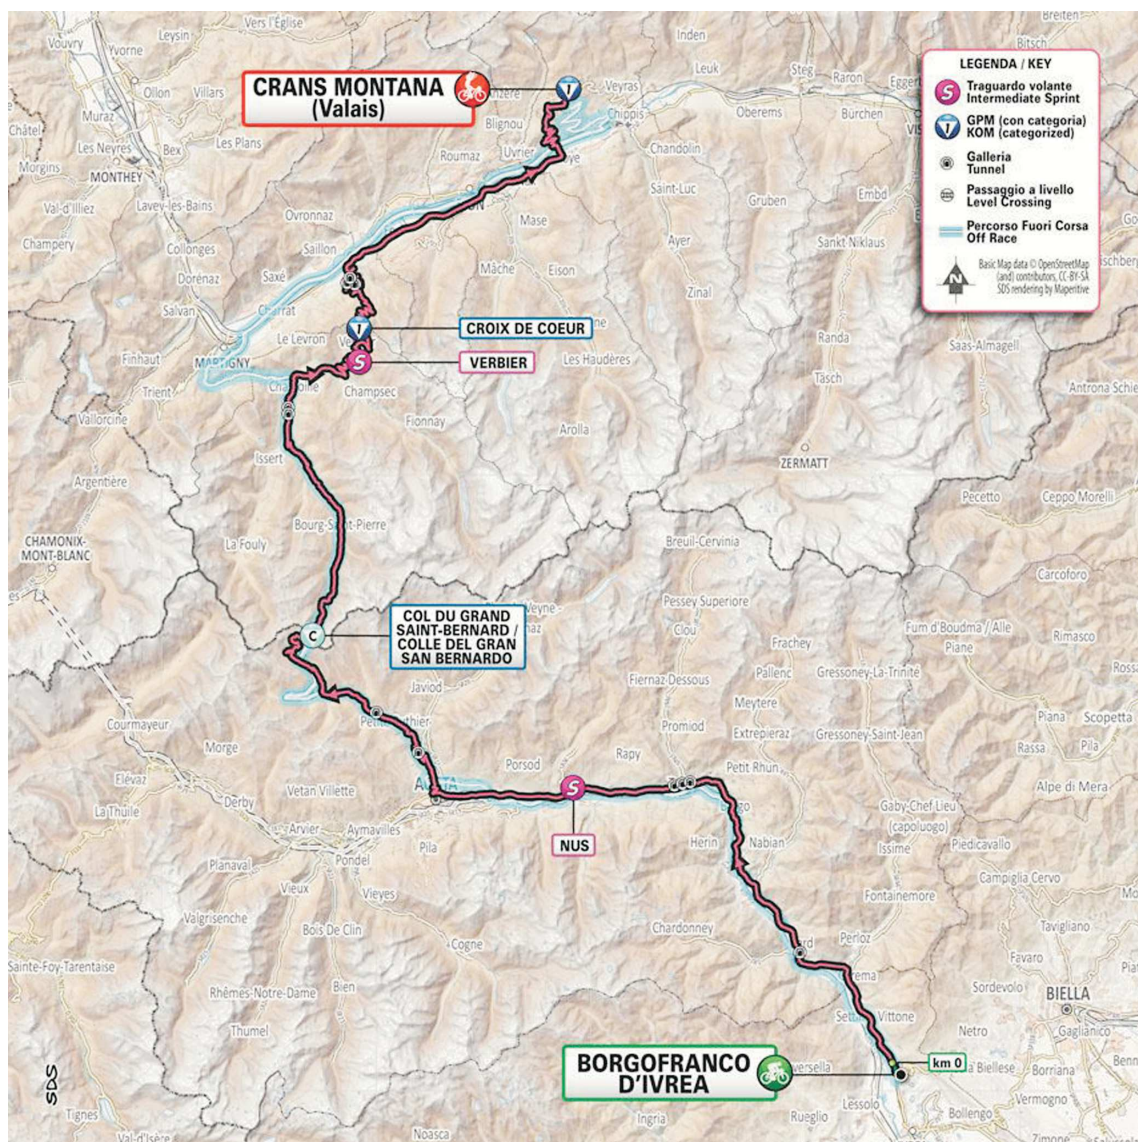 Vers l'Église
Leysin
Vouvry
Yvorne
Ollon
Villars
Muraz
Châtel
Les Neyres
Bex
Les Plans
Morgins
MONTHEY
Val-d'Illiez
Lavey-les-Bains
Champery
Collonges
Dorénaz
Salvan
Finhaut
Trient
Vallorcine
Argentière
CHAMONIX-
MONT-BLANC
CRANS MONTANA
(Valais)
Inden
Breiten
Bitsch
Veyras
Leuk
Steg
Raron
Chippis
Oberems
Bürchen
Blignou
Roumaz
Uvrier
Chandolin
Saint-Luc
Gruben
Embd
Ovronnaz
Saillon
Mase
Ayer
Sankt Niklaus
Saxé
Mâche
Eison
Zinal
Charrat
Le Levron
MARTIGNY
CROIX DE COEUR
VERBIER
Les Haudères
Randa
Saas-Almagell
Täsch
Antrona Schie
Champsec
Fionnay
Arolla
Issert
ZERMATT
Pecetto
Ceppo Morelli
LEGENDA / KEY
Traguardo volante
Intermediate Sprint
GPM (con categoria)
KOM (categorized)
Galleria
Tunnel
Passaggio a livello
Level Crossing
Percorso Fuori Corsa
Off Race
N
Basic Map data © OpenStreetMap
(and) contributors, CC-BY-SA
SDS rendering by Maperitive
La Fouly
Bourg-Saint-Pierre
Breuil-Cervinia
Carcoforo
COL DU GRAND
SAINT-BERNARD /
COLLE DEL GRAN
SAN BERNARDO
C
Pessey Superiore
Clou
Frachey
Fum d'Boudma / Alle
Piane
Rimasco
Fiernaz-Dessous
Pallenc
Gressoney-La-Trinité
Javiod
Meytere
Promiod
Extrepieraz
Gressoney-Saint-Jean
Piana
Scopetta
Rassa
Pila
Courmayeur
Morge
Porsod
Rapy
Petit Rhun
Elévaz
Vetan Villette
Alpe di Mera
La Thuile
Derby
Arvier
Aymavilles
Gaby-Chef Lieu
(capoluogo)
Pondel
Pila
NUS
Hérin
Nabian
Issime
Piedicavallo
Planaval
Vieux
Vieyes
Campiglia Cervo
Fontainemore
Valgrisenche
Bois De Clin
Cogne
Chardonney
Perloz
Tavigliano
Favaro
Sainte-Foy-Tarentaise
Rhêmes-Notre-Dame
Bien
Sordevolo
BIELLA
Thumel
Netro
Gaglianico
BORGOFRANCO
D'IVREA
km 0
Borriana
Vermogno
Lessolo
Bollengo
Rueglio
Ingria
Noasca
Tignes
Val-d'Isère
SDS